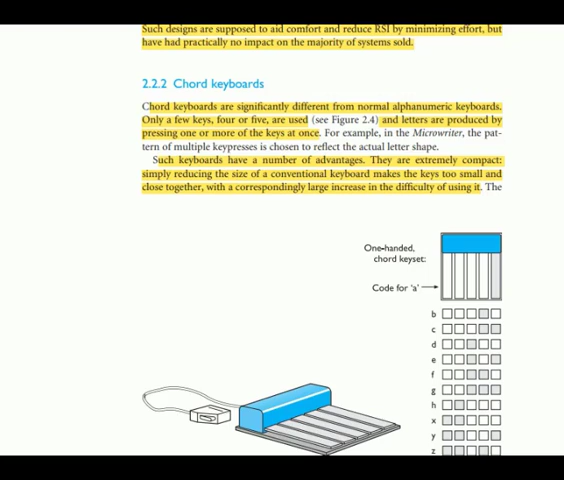 Such designs are supposed to aid comfort and reduce RSI by minimizing effort, but
have had practically no impact on the majority of systems sold.
2.2.2 Chord keyboards
Chord keyboards are significantly different from normal alphanumeric keyboards.
Only a few keys, four or five, are used (see Figure 2.4) and letters are produced by
pressing one or more of the keys at once. For example, in the Microwriter, the pat-
tern of multiple keypresses is chosen to reflect the actual letter shape.
Such keyboards have a number of advantages. They are extremely compact:
simply reducing the size of a conventional keyboard makes the keys too small and
close together, with a correspondingly large increase in the difficulty of using it. The
One-handed,
chord keyset:
Code for 'a'
b
c
d
e
f
g
h
x
y
z